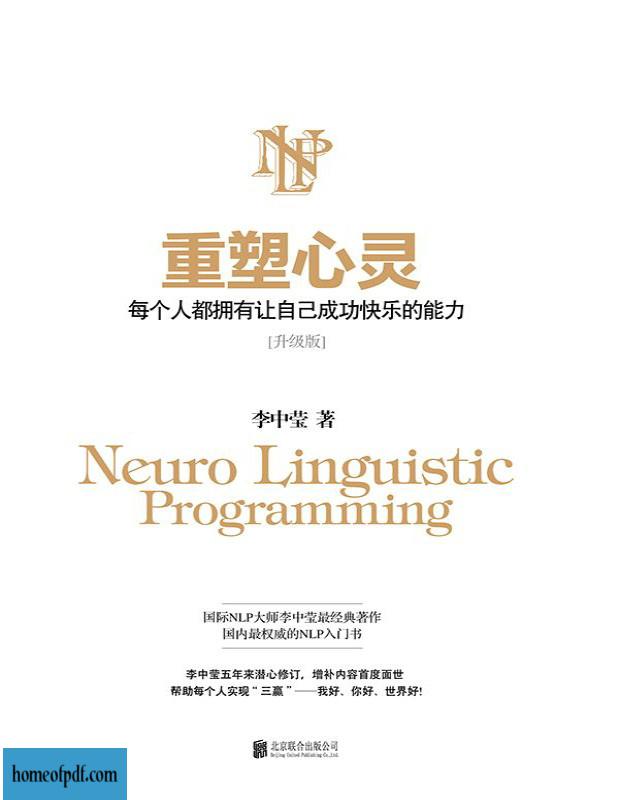 NLP
重塑心灵
每个人都拥有让自己成功快乐的能力
[升级版]
李中莹 著
Neuro Linguistic
Programming
国际NLP大师李中莹最经典著作
国内最权威的NLP入门书
李中莹五年来潜心修订，增补内容首度面世
帮助每个人实现“三赢”——我好、你好、世界好!
北京联合出版公司
Beijing United Publishing Co.,Ltd.
homeofpdf.com